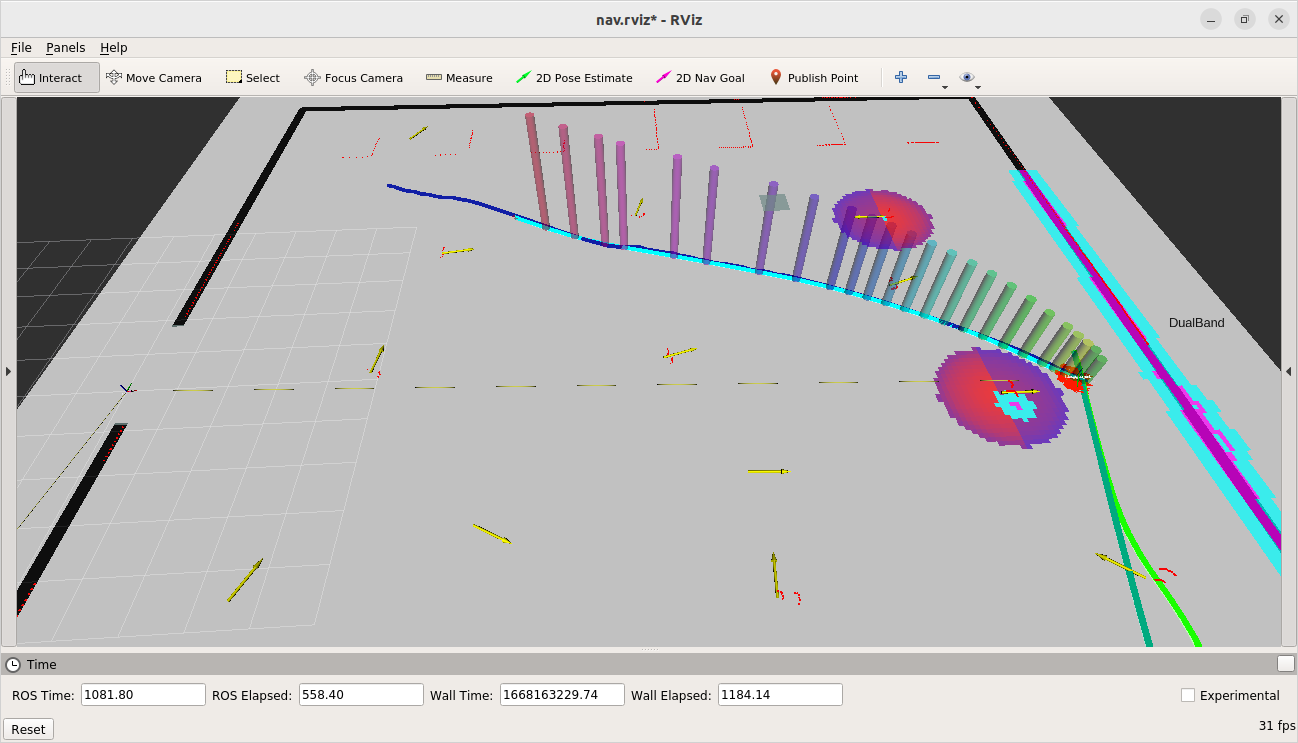 nav.rviz* - RViz
File Panels Help
Interact Move Camera Select Focus Camera Measure 2D Pose Estimate 2D Nav Goal Publish Point
DualBand
Time
ROS Time: 1081.80 ROS Elapsed: 558.40 Wall Time: 1668163229.74 Wall Elapsed: 1184.14 Experimental
Reset 31 fps